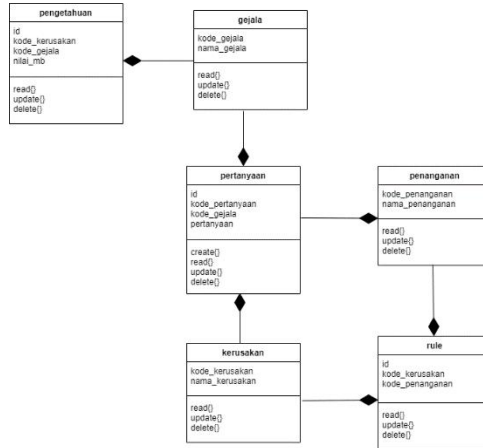 pengetahuan
id
kode_kerusakan
kode_gejala
nilai_mb
read()
update()
delete()
gejala
kode_gejala
nama_gejala
read()
update()
delete()
pertanyaan
id
kode_pertanyaan
kode_gejala
pertanyaan
create()
read()
update()
delete()
penanganan
kode_penanganan
nama_penanganan
read()
update()
delete()
kerusakan
kode_kerusakan
nama_kerusakan
read()
update()
delete()
rule
id
kode_kerusakan
kode_penanganan
read()
update()
delete()